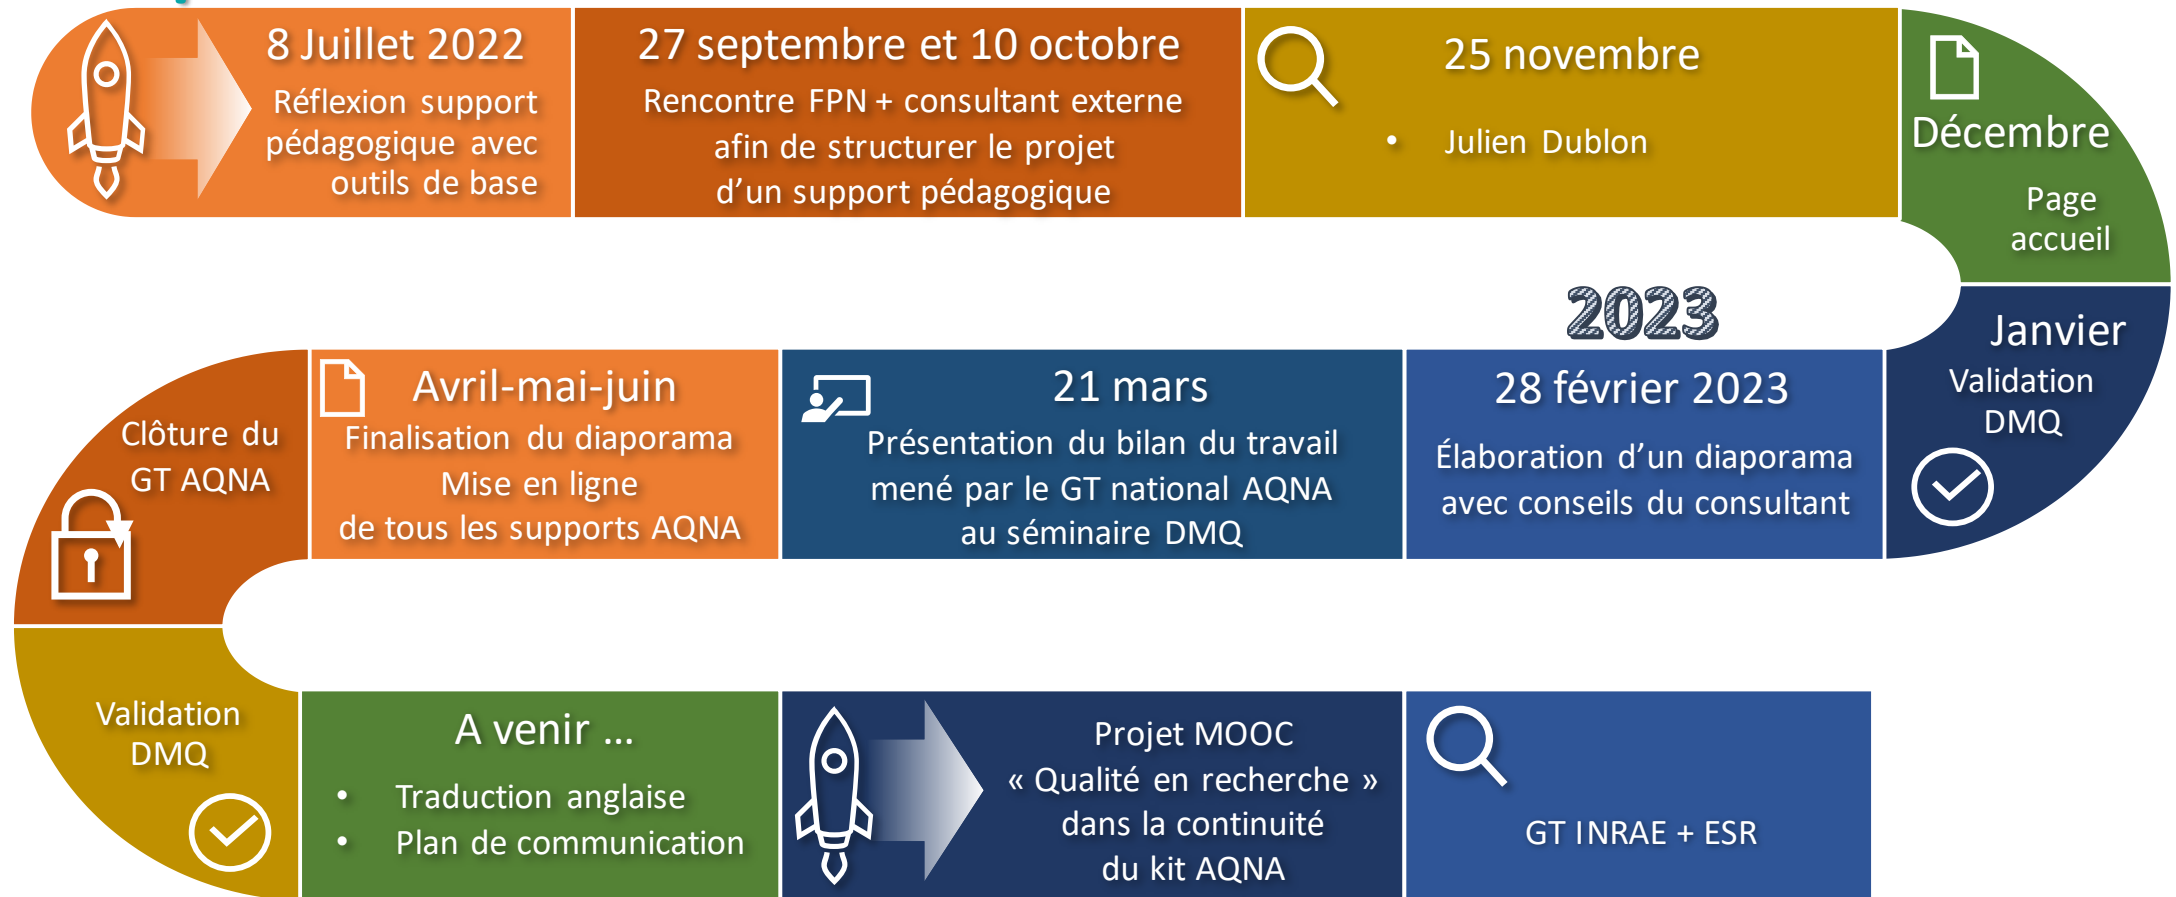 8 Juillet 2022
Réflexion support
pédagogique avec
outils de base
27 septembre et 10 octobre
Rencontre FPN + consultant externe
afin de structurer le projet
d’un support pédagogique
25 novembre
• Julien Dublon
Décembre
Page
accueil
2023
Janvier
Validation
DMQ
28 février 2023
Élaboration d’un diaporama
avec conseils du consultant
21 mars
Présentation du bilan du travail
mené par le GT national AQNA
au séminaire DMQ
Avril-mai-juin
Finalisation du diaporama
Mise en ligne
de tous les supports AQNA
Clôture du
GT AQNA
Validation
DMQ
A venir ...
• Traduction anglaise
• Plan de communication
Projet MOOC
« Qualité en recherche »
dans la continuité
du kit AQNA
GT INRAE + ESR